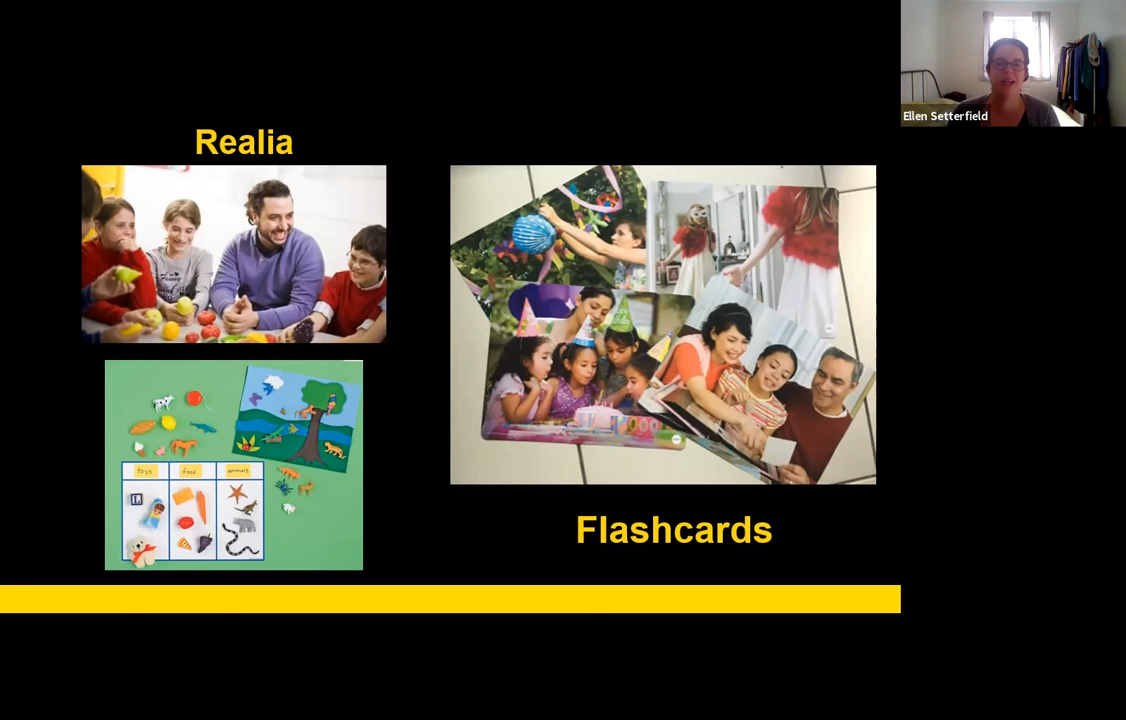 Ellen Setterfield
Realia
toys food animals
L
Flashcards